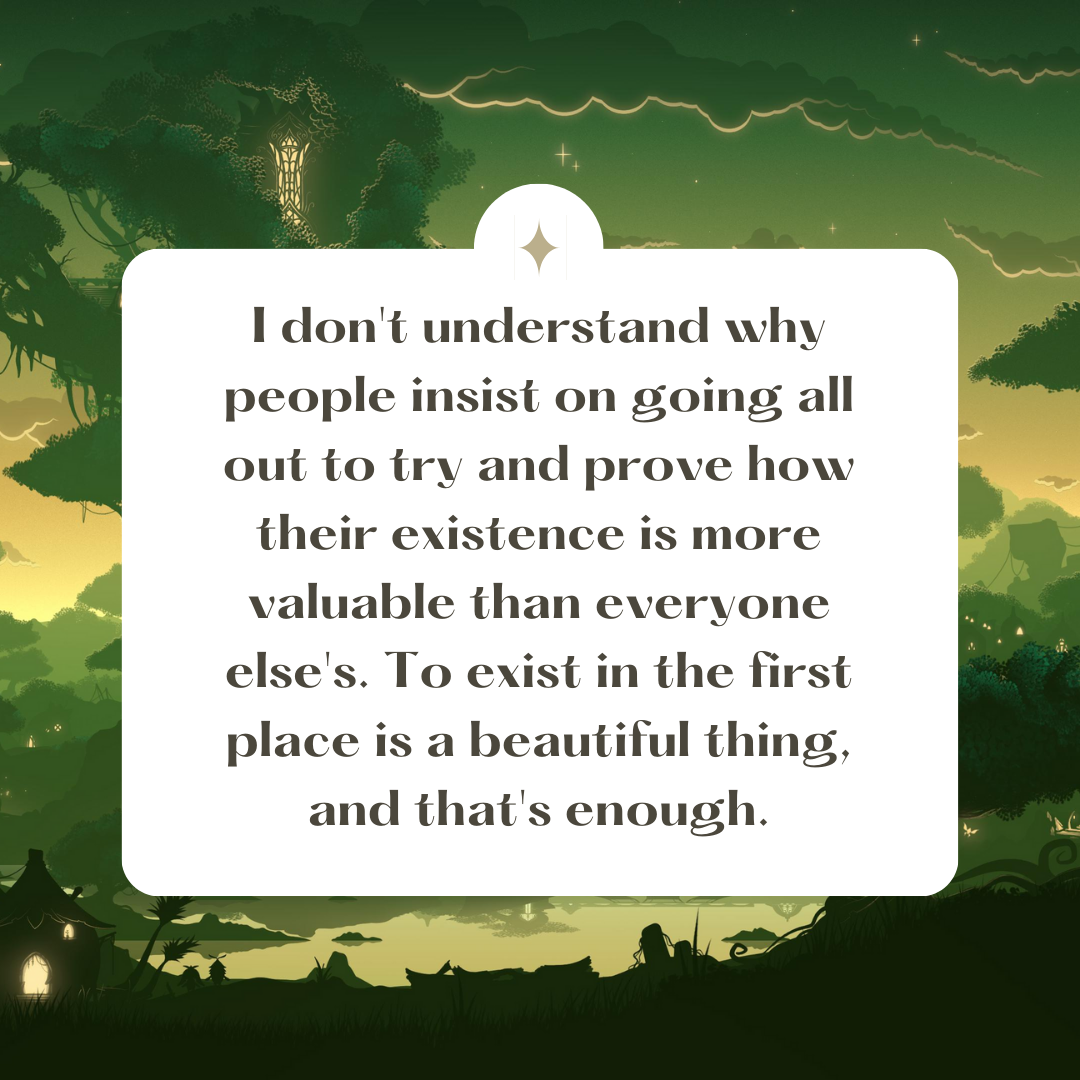 I don't understand why
people insist on going all
out to try and prove how
their existence is more
valuable than everyone
else's. To exist in the first
place is a beautiful thing,
and that's enough.